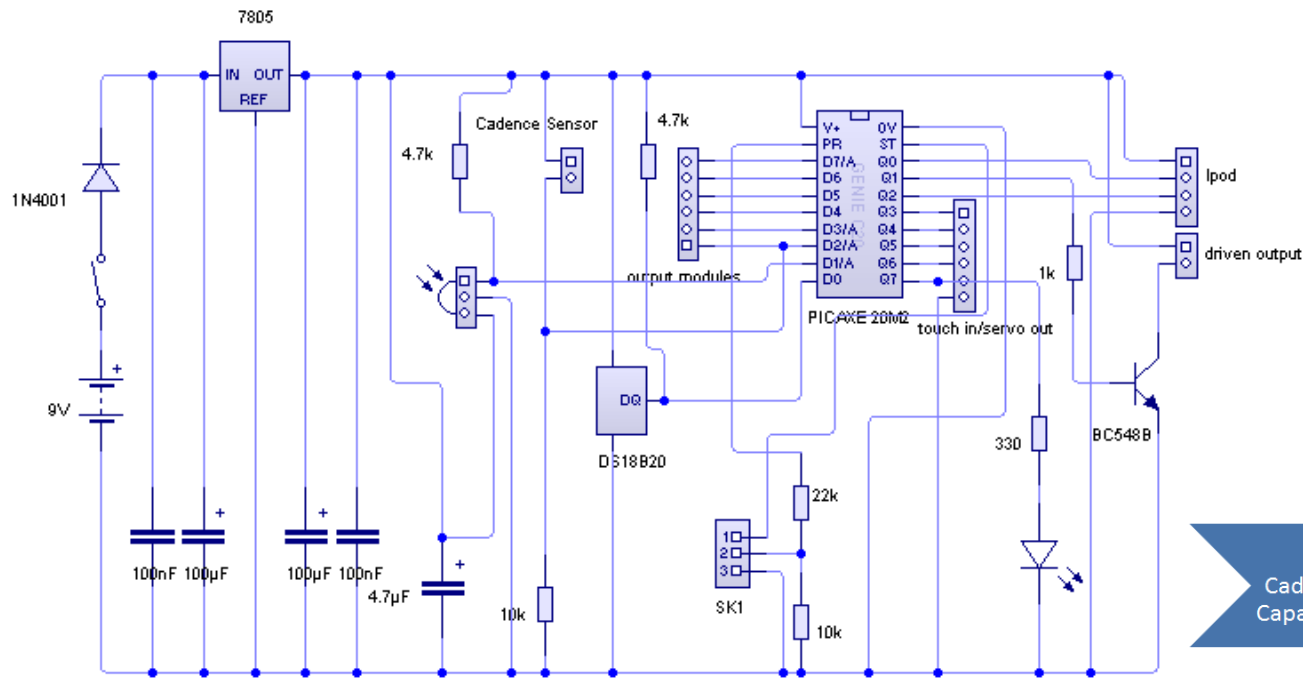 7805
IN OUT
REF
1N4001
9V
+
100nF
+
100µF
+
100µF
100nF
+
4.7µF
4.7k
Cadence Sensor
10k
4.7k
DQ
DS18B20
output modules
V+
PR
D7/A
D6
D5
D4
D3/A
D2/A
D1/A
D0
0V
ST
Q0
Q1
Q2
Q3
Q4
Q5
Q6
Q7
PICAXE 20M2
touch in/servo out
22k
1
2
3
SK1
10k
330
1k
BC548B
Ipod
driven output
Cad
Capa